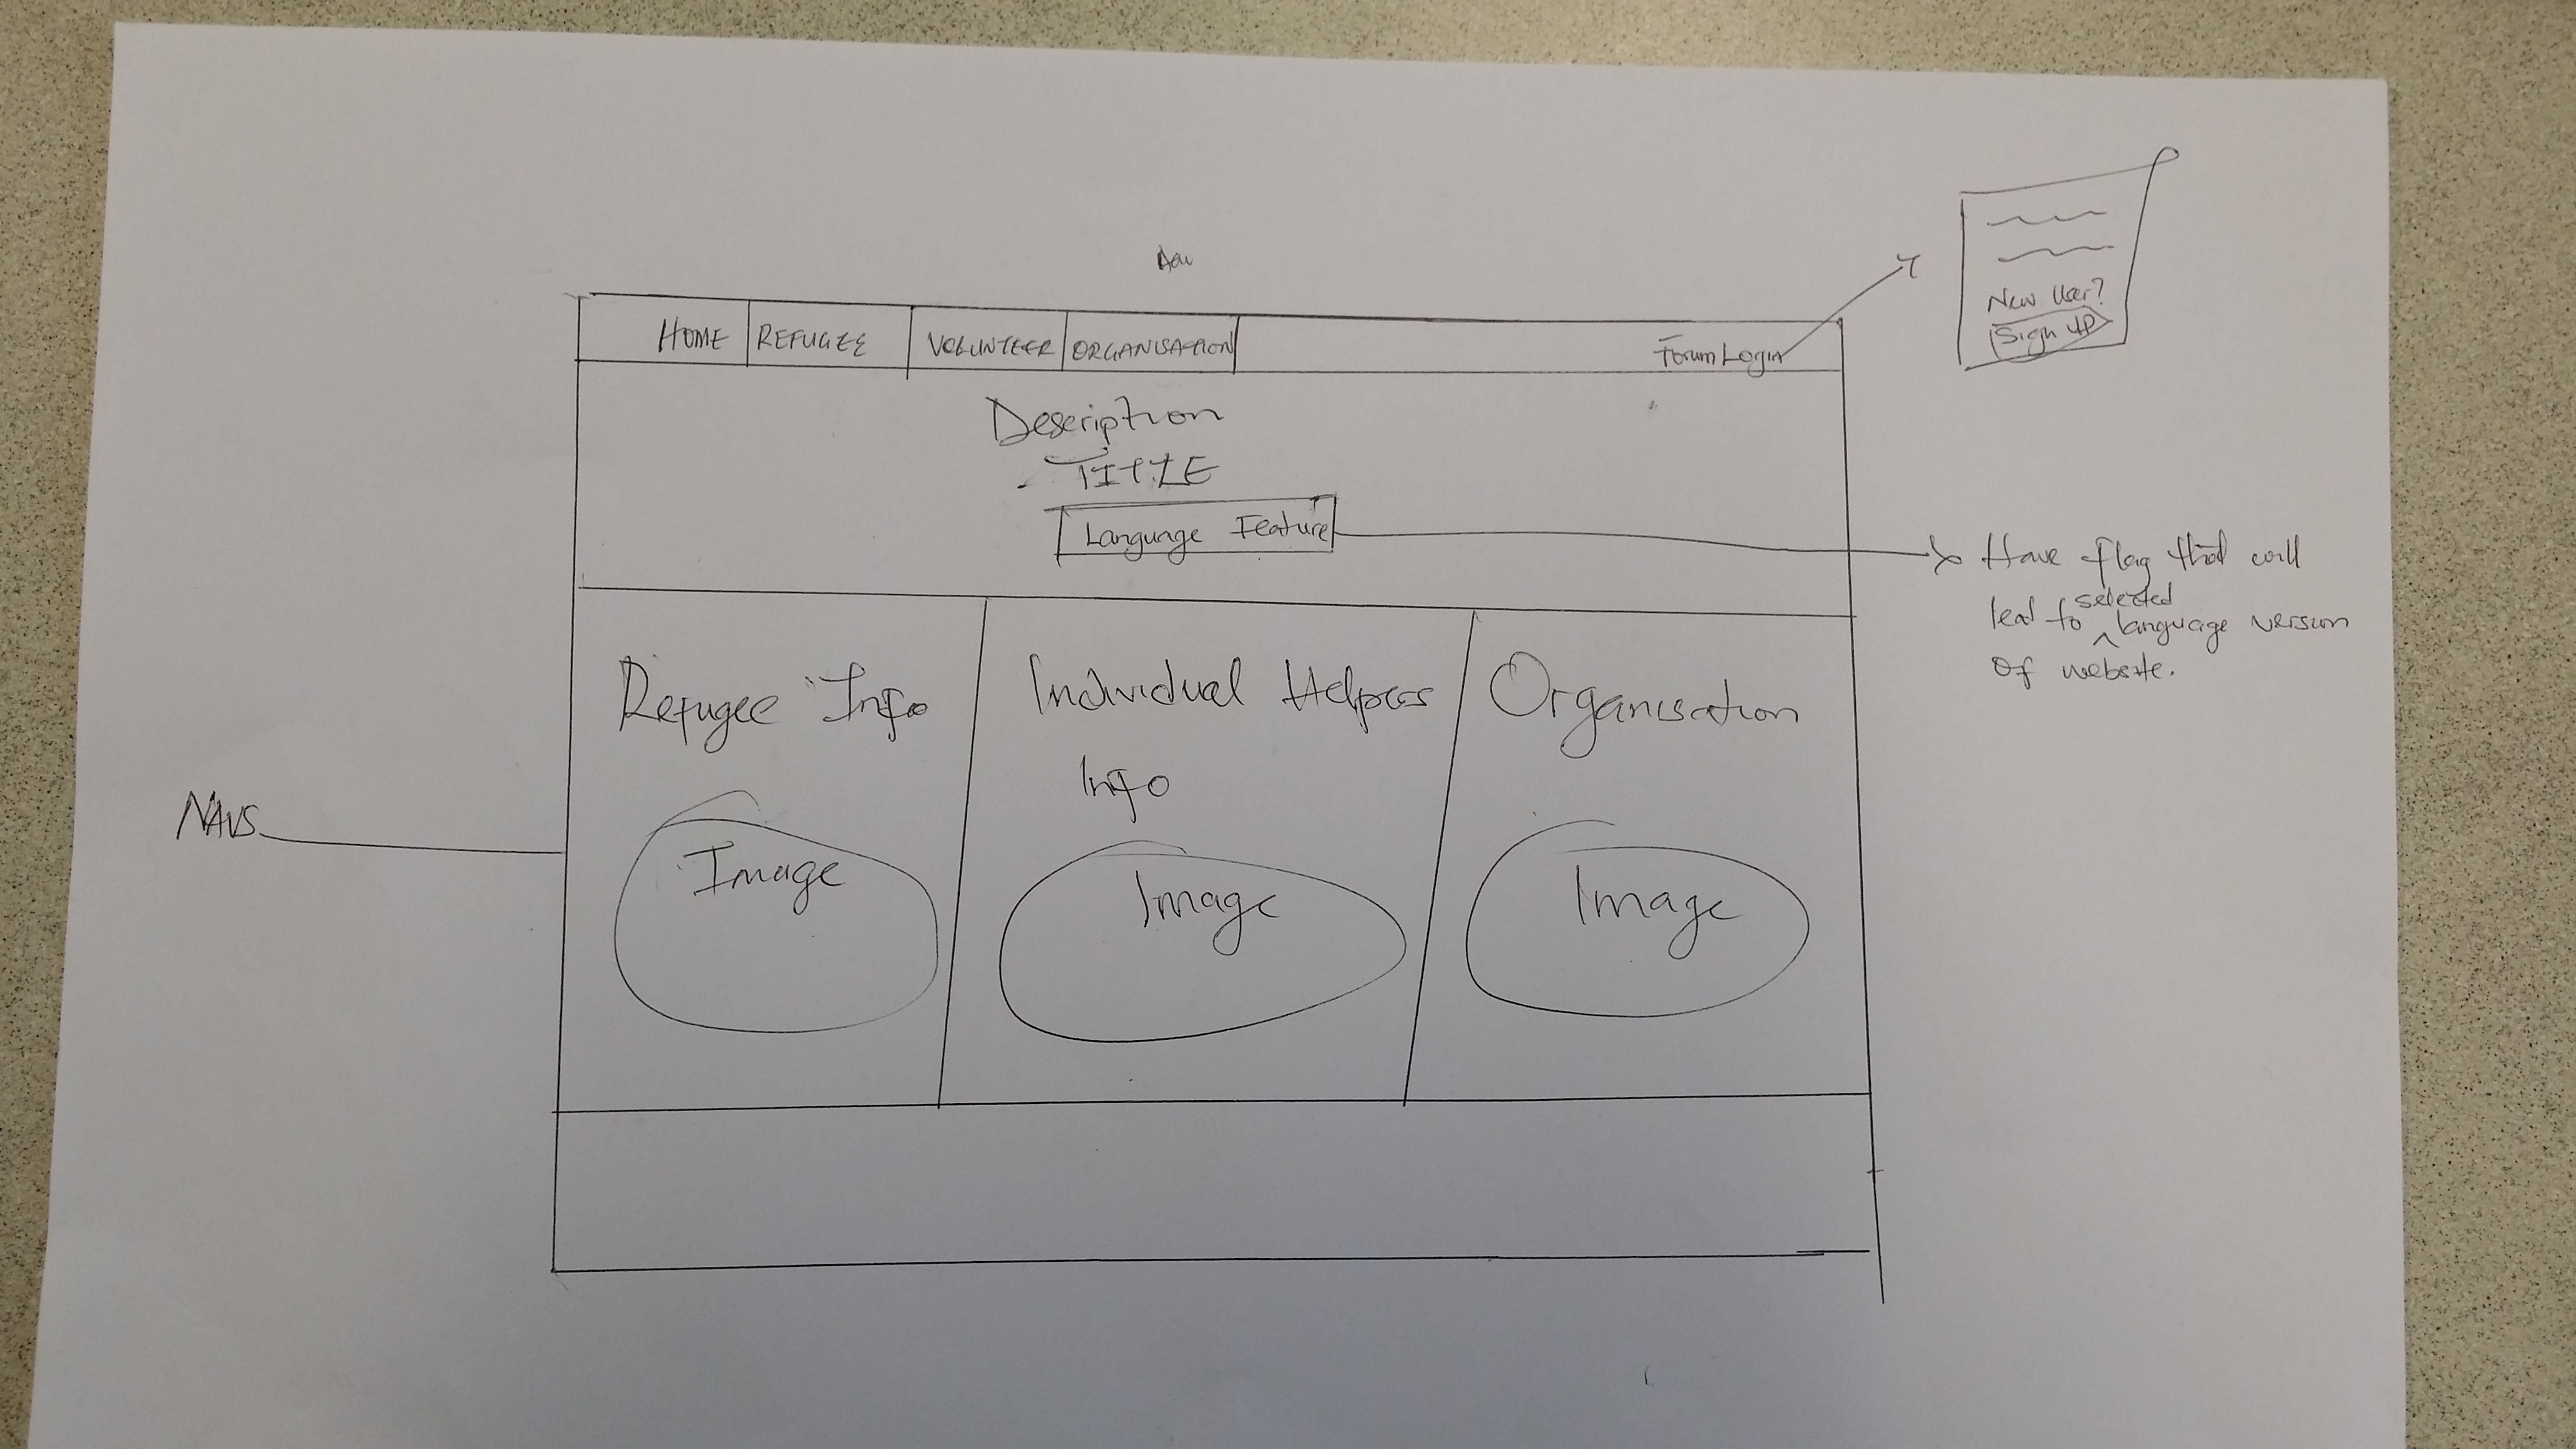 New User?
Sign UP
HOME REFUGEE VOLUNTEER ORGANISATION Forum Login
Description
TITLE
Language Feature
Have flag that will
lead to selected language version
of website.
Refugee Info
Individual Helpers
Info
Organisation
NAVS
Image
Image
Image